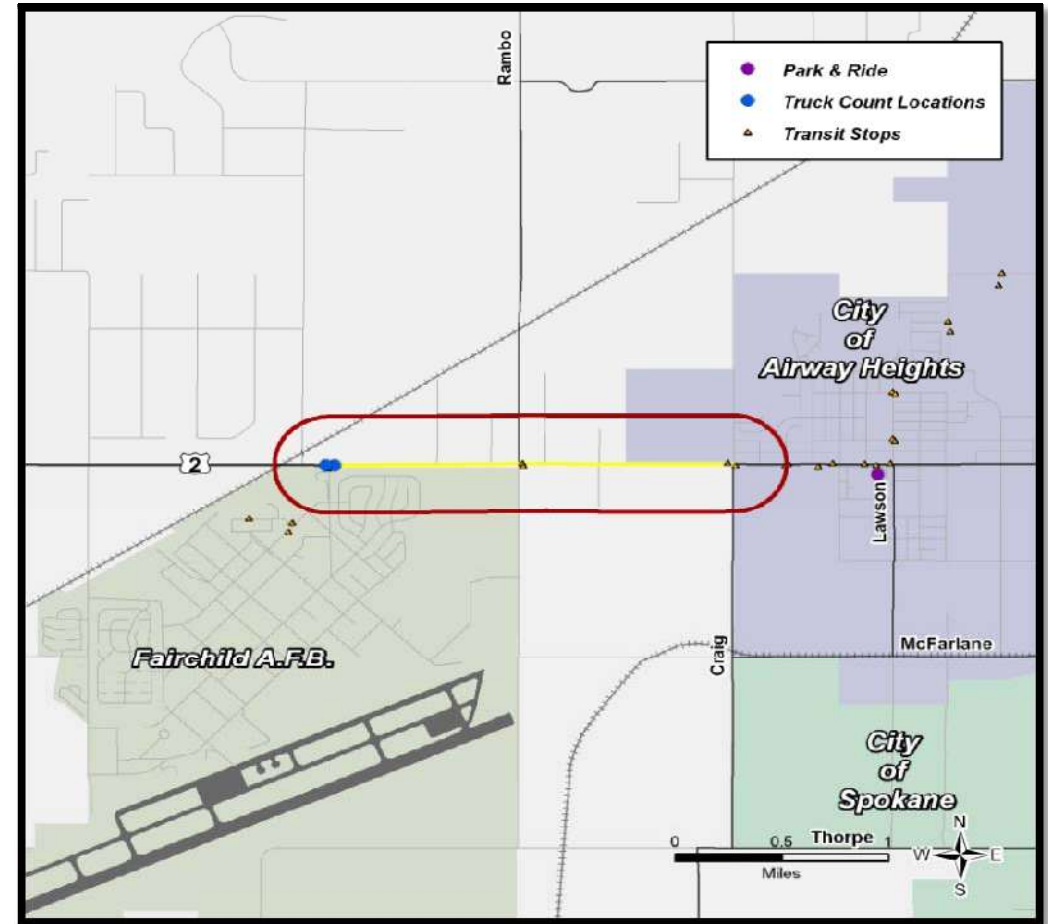 Rambo
Park & Ride
Truck Count Locations
Transit Stops
City
of
Airway Heights
2
Lawson
Fairchild A.F.B.
Craig
McFarlane
City
of
Spokane
0 0.5 1
Miles
Thorpe
N
W E
S